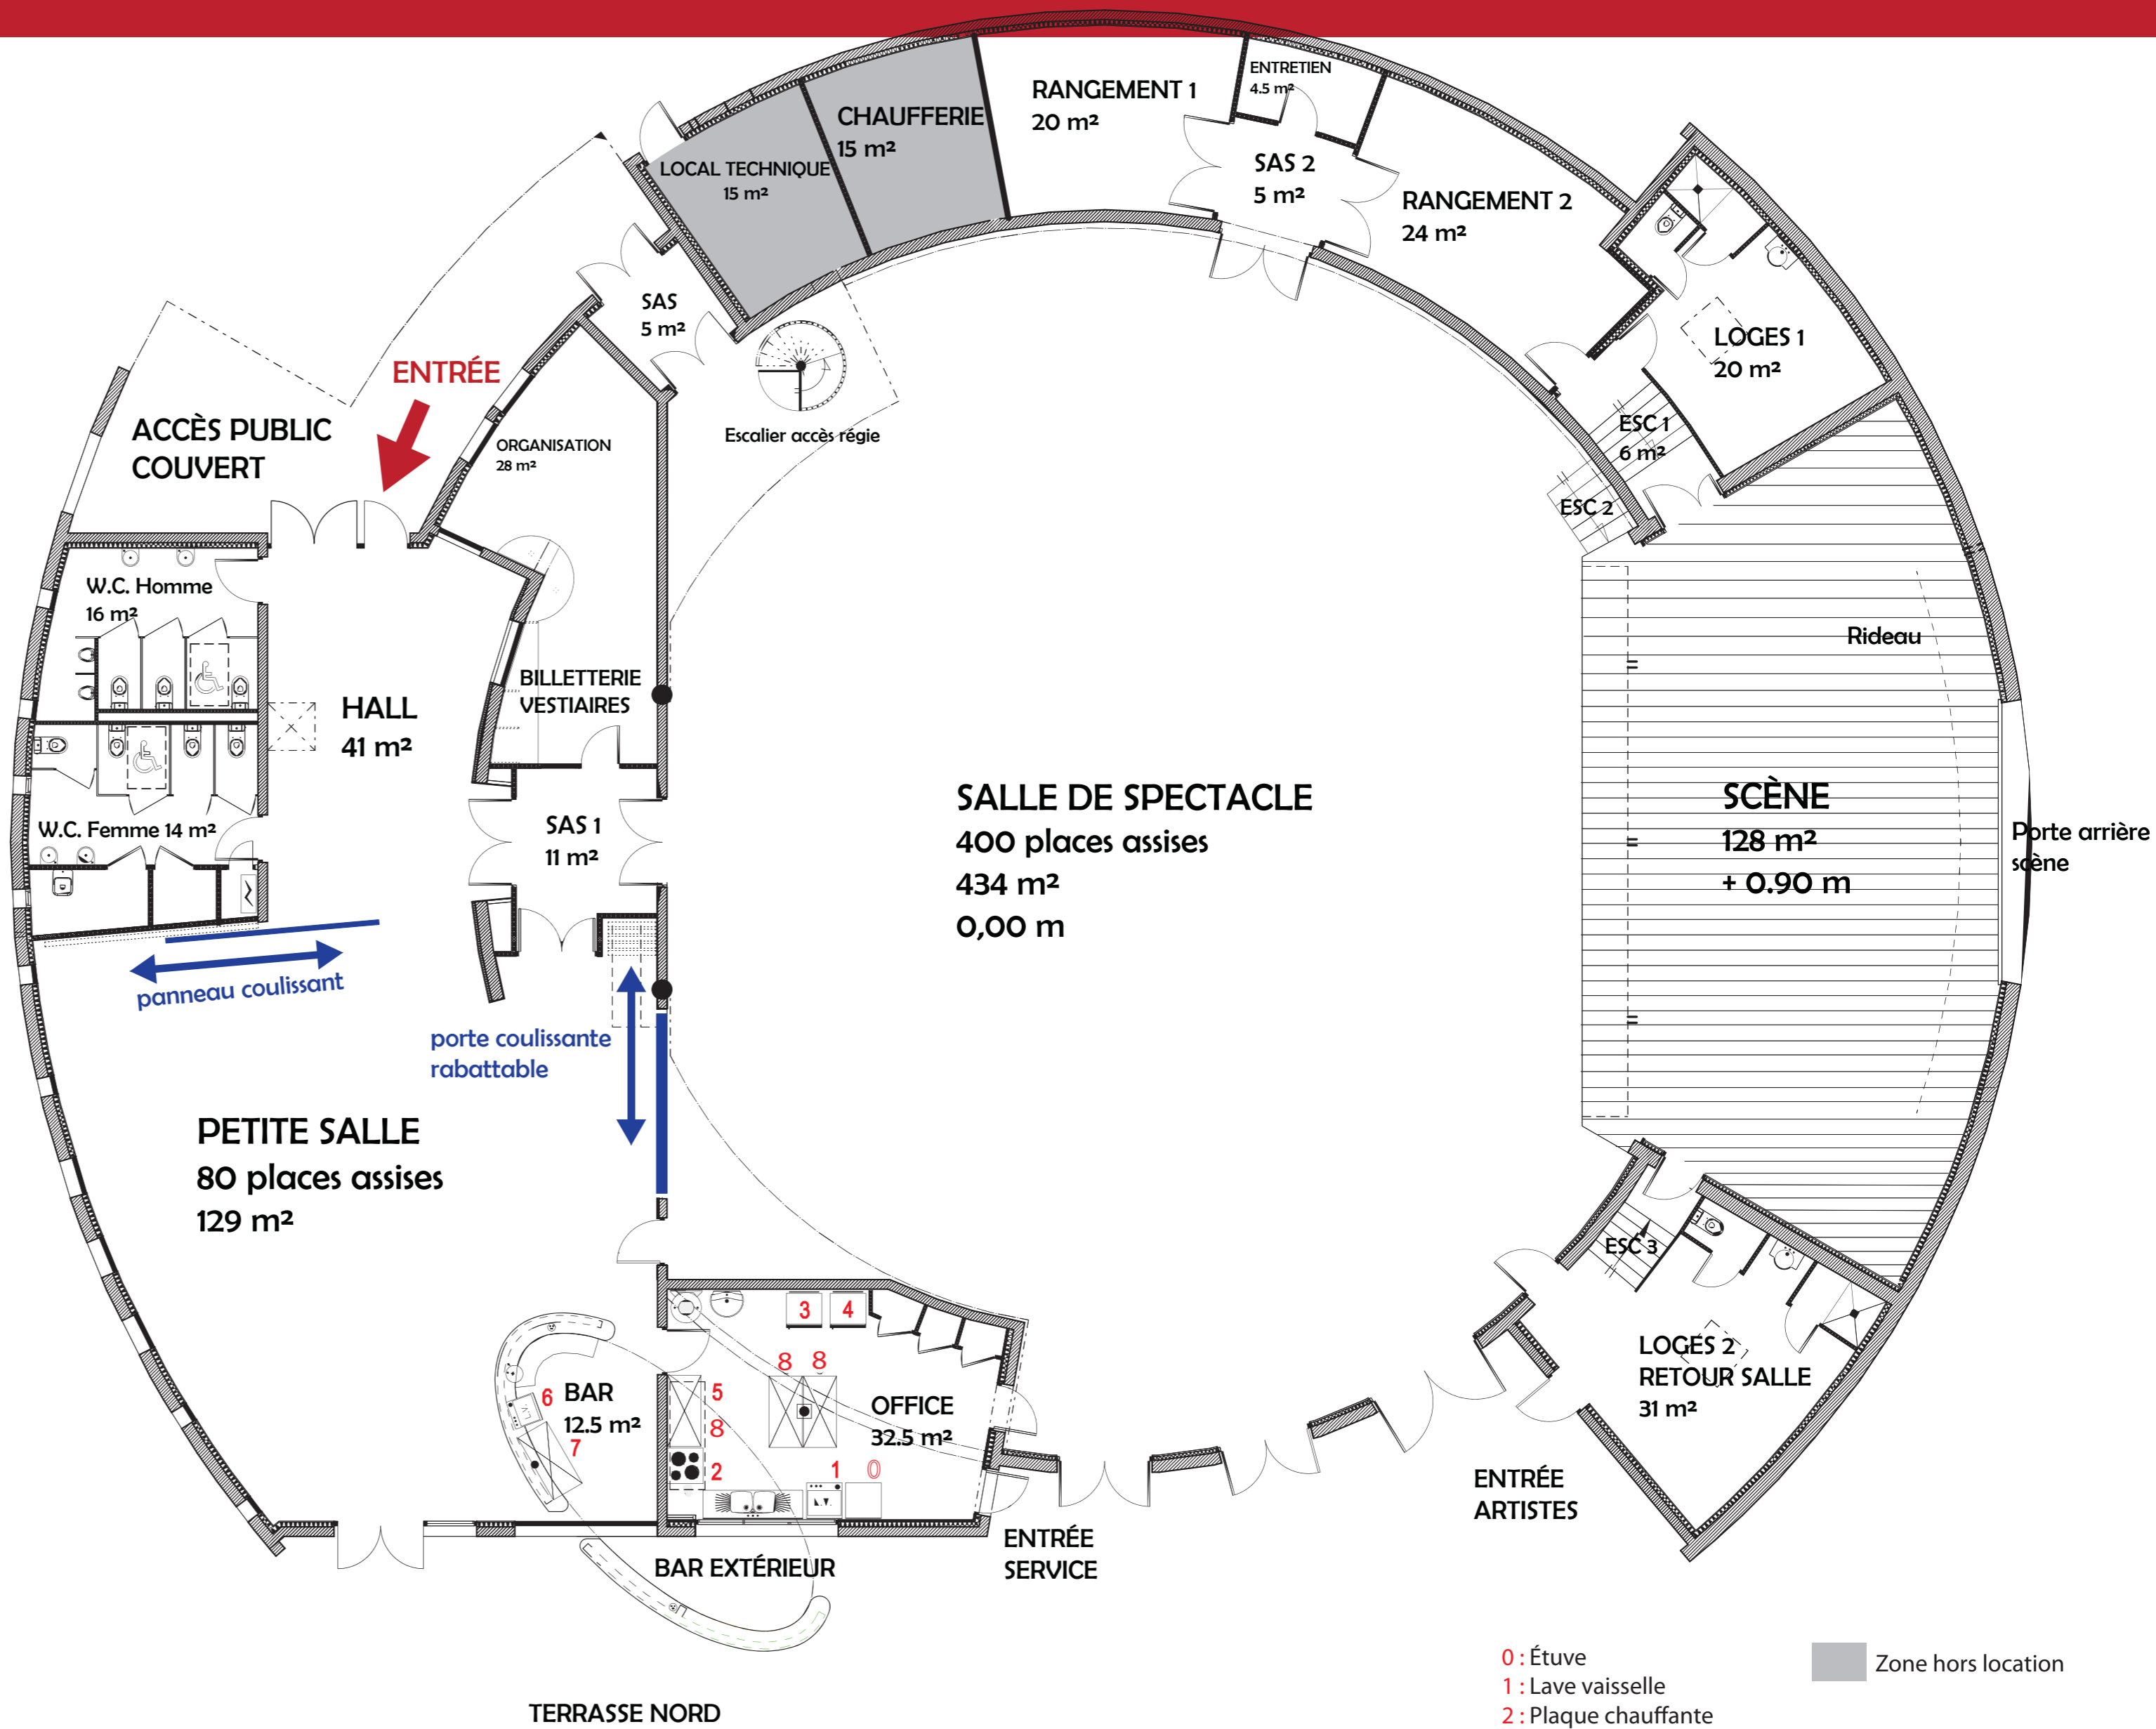 RANGEMENT 1
20 m²
ENTRETIEN
4.5 m²
CHAUFFERIE
15 m²
LOCAL TECHNIQUE
15 m²
SAS 2
5 m²
RANGEMENT 2
24 m²
SAS
5 m²
LOGES 1
20 m²
ENTRÉE
ACCÈS PUBLIC
COUVERT
ORGANISATION
28 m²
Escalier accès régie
ESC 1
6 m²
ESC 2
W.C. Homme
16 m²
Rideau
HALL
41 m²
BILLETTERIE
VESTIAIRES
SALLE DE SPECTACLE
400 places assises
434 m²
0,00 m
SCÈNE
128 m²
+ 0.90 m
Porte arrière
scène
W.C. Femme 14 m²
SAS 1
11 m²
panneau coulissant
porte coulissante
rabattable
PETITE SALLE
80 places assises
129 m²
ESC 3
3
4
LOGES 2
RETOUR SALLE
31 m²
8 8
6
BAR
12.5 m²
7
L.V.
5
8
2
OFFICE
32.5 m²
1
0
L.V.
ENTRÉE
ARTISTES
ENTRÉE
SERVICE
BAR EXTÉRIEUR
TERRASSE NORD
0 : Étuve
1 : Lave vaisselle
2 : Plaque chauffante
Zone hors location